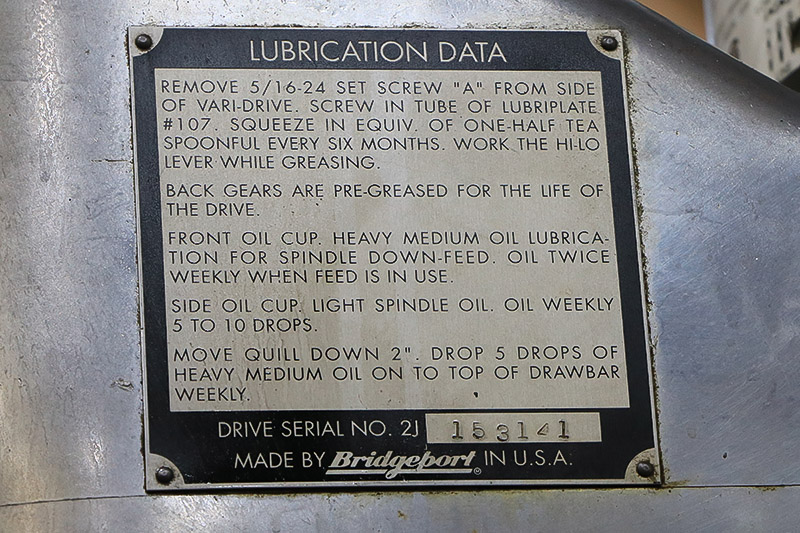 LUBRICATION DATA
REMOVE 5/16-24 SET SCREW "A" FROM SIDE
OF VARI-DRIVE. SCREW IN TUBE OF LUBRIPLATE
#107. SQUEEZE IN EQUIV. OF ONE-HALF TEA
SPOONFUL EVERY SIX MONTHS. WORK THE HI-LO
LEVER WHILE GREASING.
BACK GEARS ARE PRE-GREASED FOR THE LIFE OF
THE DRIVE.
FRONT OIL CUP. HEAVY MEDIUM OIL LUBRICA-
TION FOR SPINDLE DOWN-FEED. OIL TWICE
WEEKLY WHEN FEED IS IN USE.
SIDE OIL CUP. LIGHT SPINDLE OIL. OIL WEEKLY
5 TO 10 DROPS.
MOVE QUILL DOWN 2". DROP 5 DROPS OF
HEAVY MEDIUM OIL ON TO TOP OF DRAWBAR
WEEKLY.
DRIVE SERIAL NO. 2J 153141
MADE BY Bridgeport® IN U.S.A.